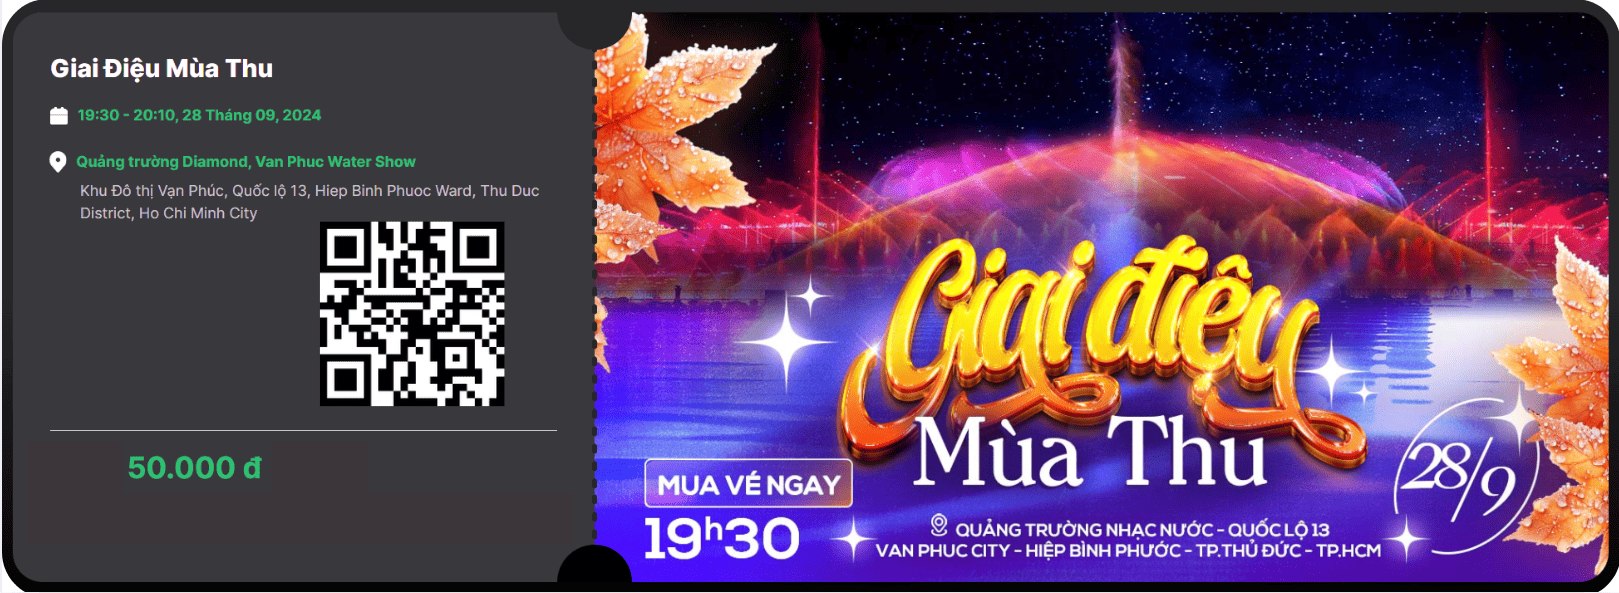 Giai Điệu Mùa Thu
19:30 - 20:10, 28 Tháng 09, 2024
Quảng trường Diamond, Van Phuc Water Show
Khu Đô thị Vạn Phúc, Quốc lộ 13, Hiep Binh Phuoc Ward, Thu Duc
District, Ho Chi Minh City
50.000 đ
Giai điệu
Mùa Thu
28/9
MUA VÉ NGAY
19h30
QUẢNG TRƯỜNG NHẠC NƯỚC - QUỐC LỘ 13
VAN PHUC CITY - HIỆP BÌNH PHƯỚC - TP.THỦ ĐỨC - TP.HCM